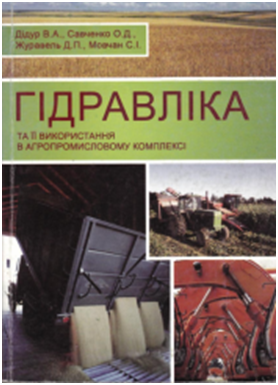 Дідур В.А., Савченко О.Д.,
Журавель Д.П., Мовчан С.І.
ГІДРАВЛІКА
ТА ЇЇ ВИКОРИСТАННЯ
В АГРОПРОМИСЛОВОМУ КОМПЛЕКСІ